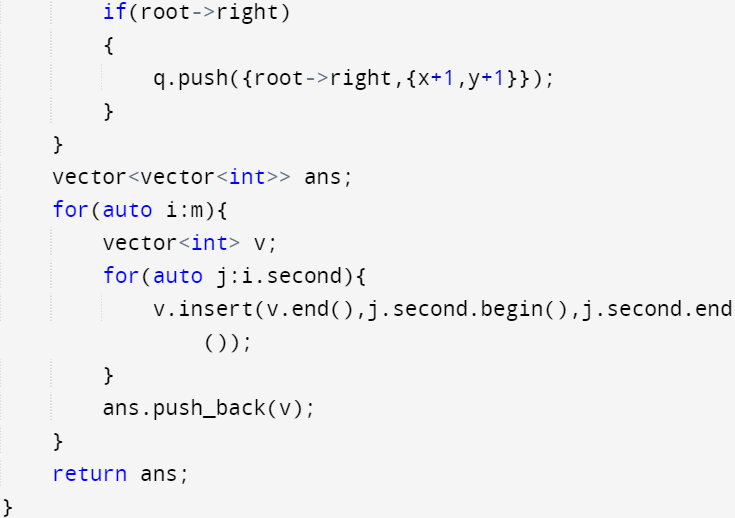 if(root->right)
        {
            q.push({root->right,{x+1,y+1}});
        }
    }
    vector<vector<int>> ans;
    for(auto i:m){
        vector<int> v;
        for(auto j:i.second){
            v.insert(v.end(),j.second.begin(),j.second.end
                ());
        }
        ans.push_back(v);
    }
    return ans;
}